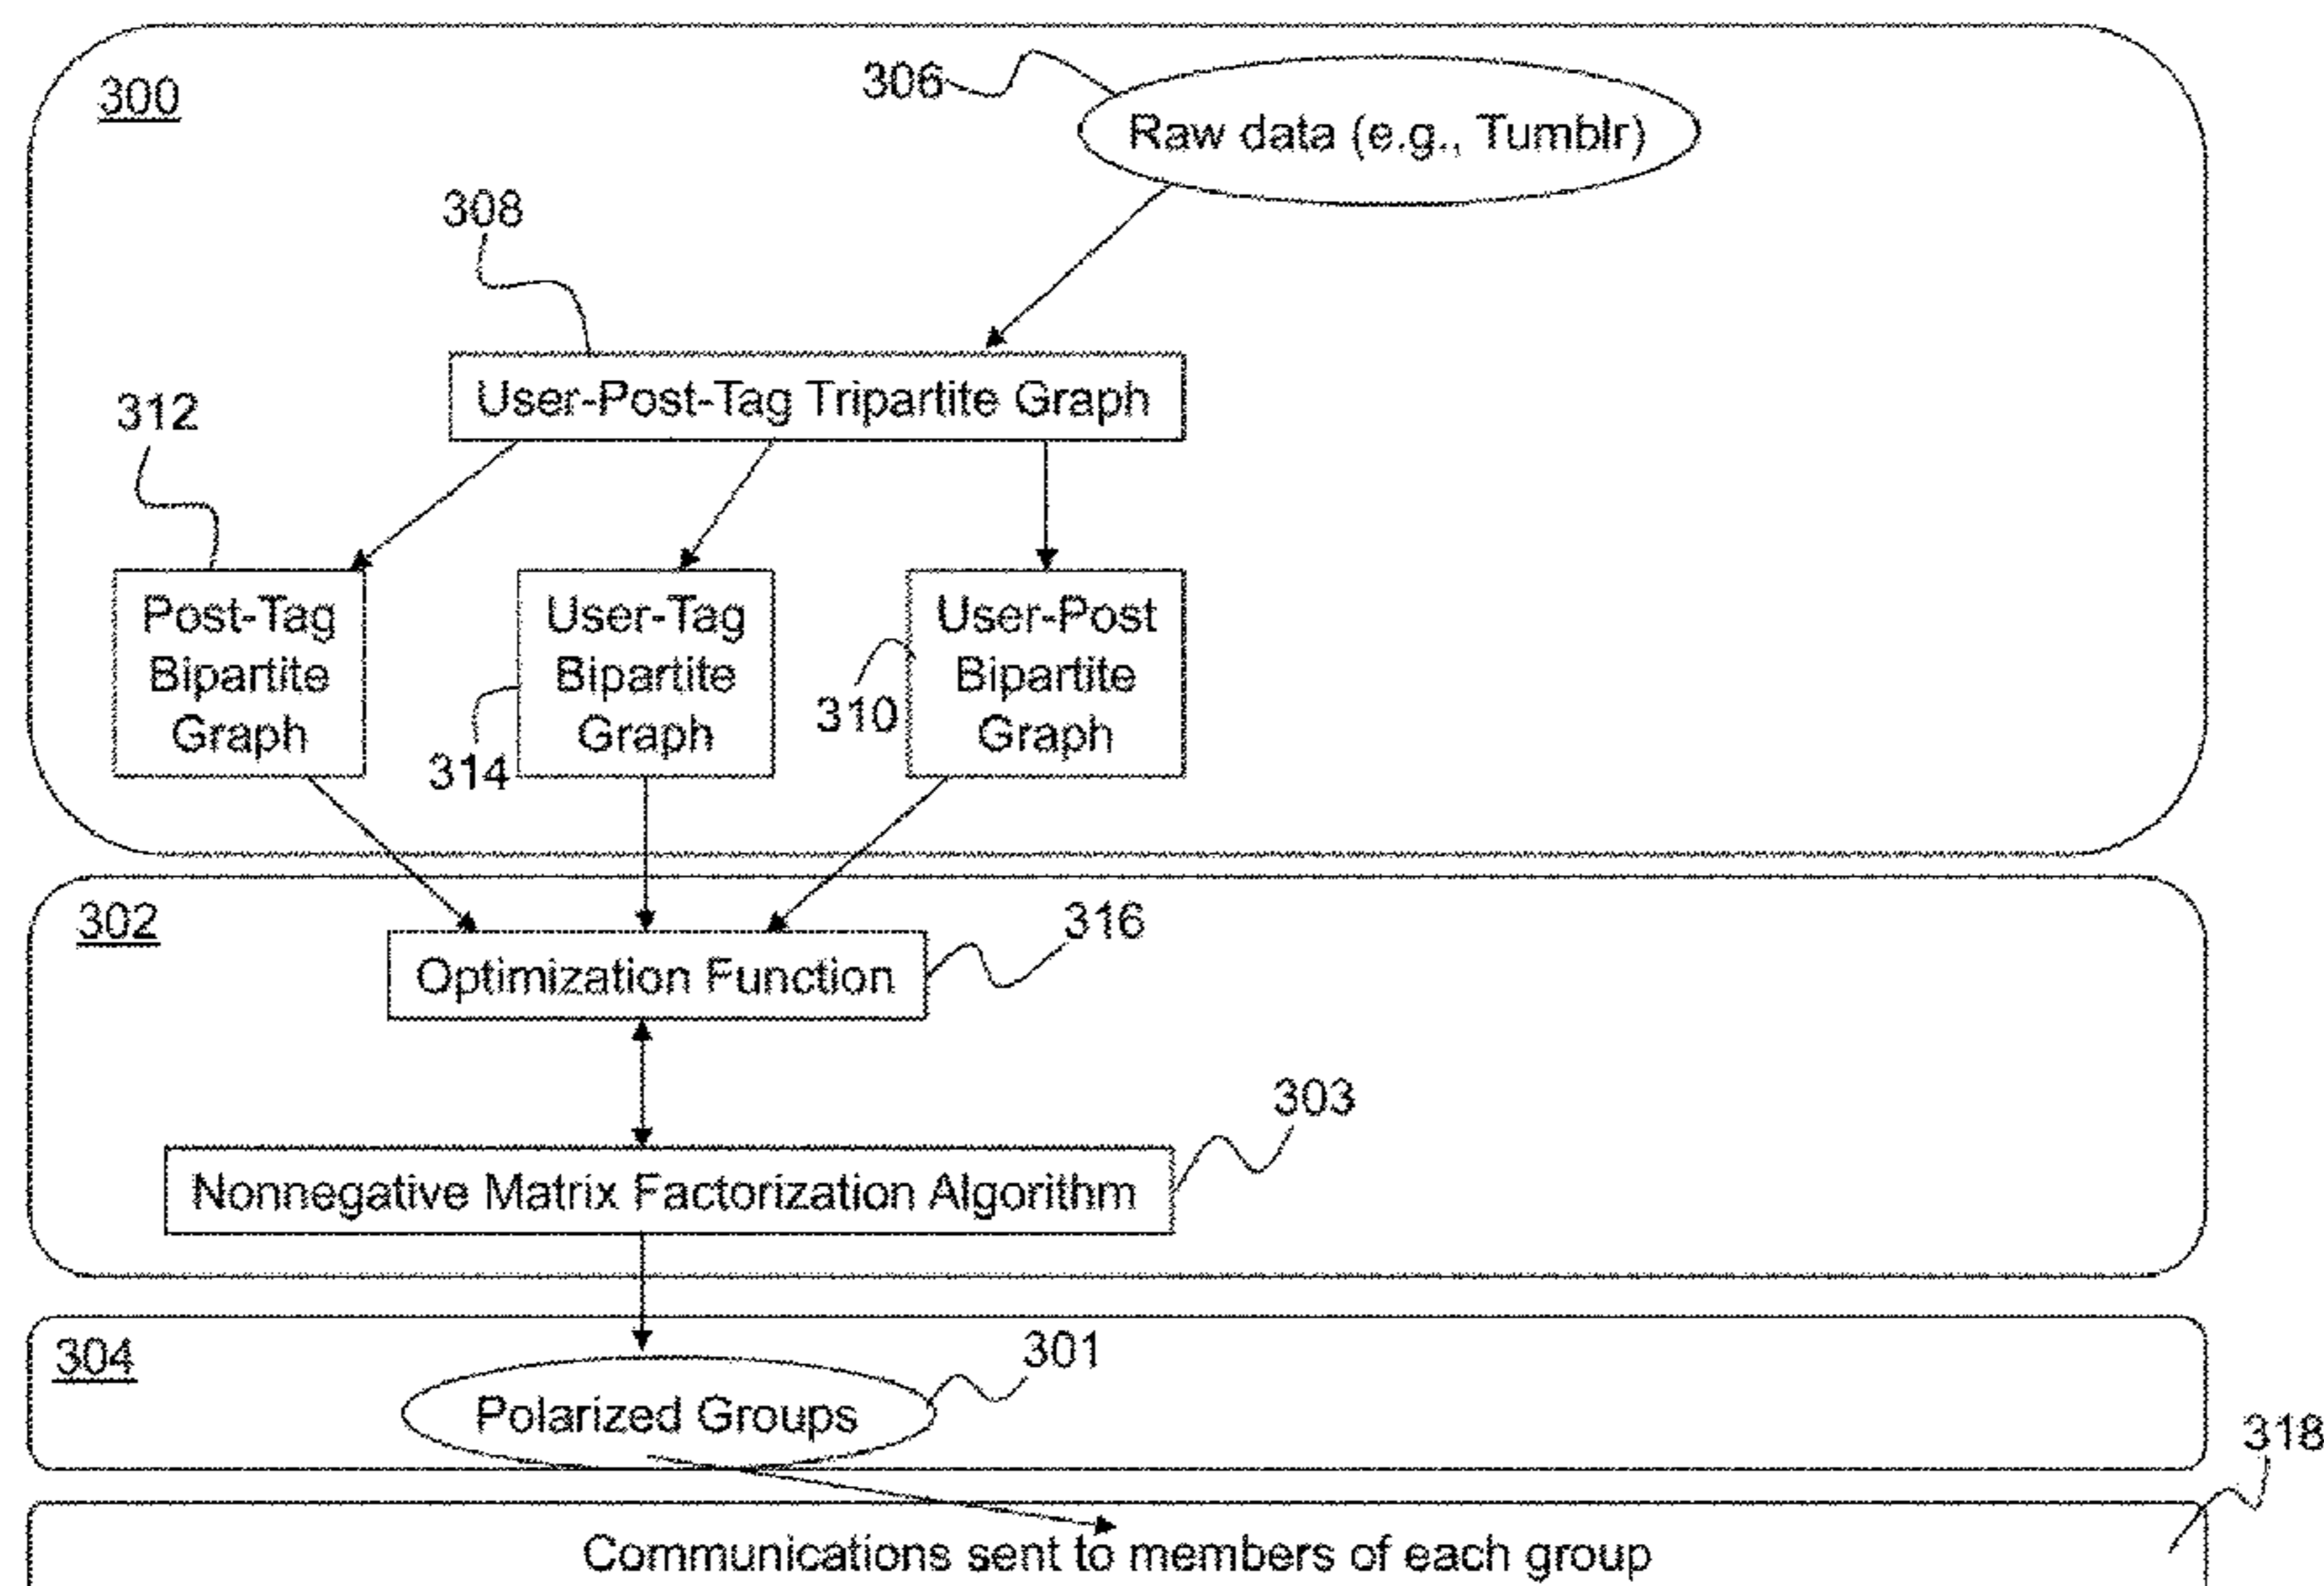 300
306
Raw data (e.g., Tumblr)
308
User-Post-Tag Tripartite Graph
312
Post-Tag
Bipartite
Graph
User-Tag
Bipartite
Graph
User-Post
Bipartite
Graph
314
310
302
316
Optimization Function
303
Nonnegative Matrix Factorization Algorithm
304
301
Polarized Groups
318
Communications sent to members of each group